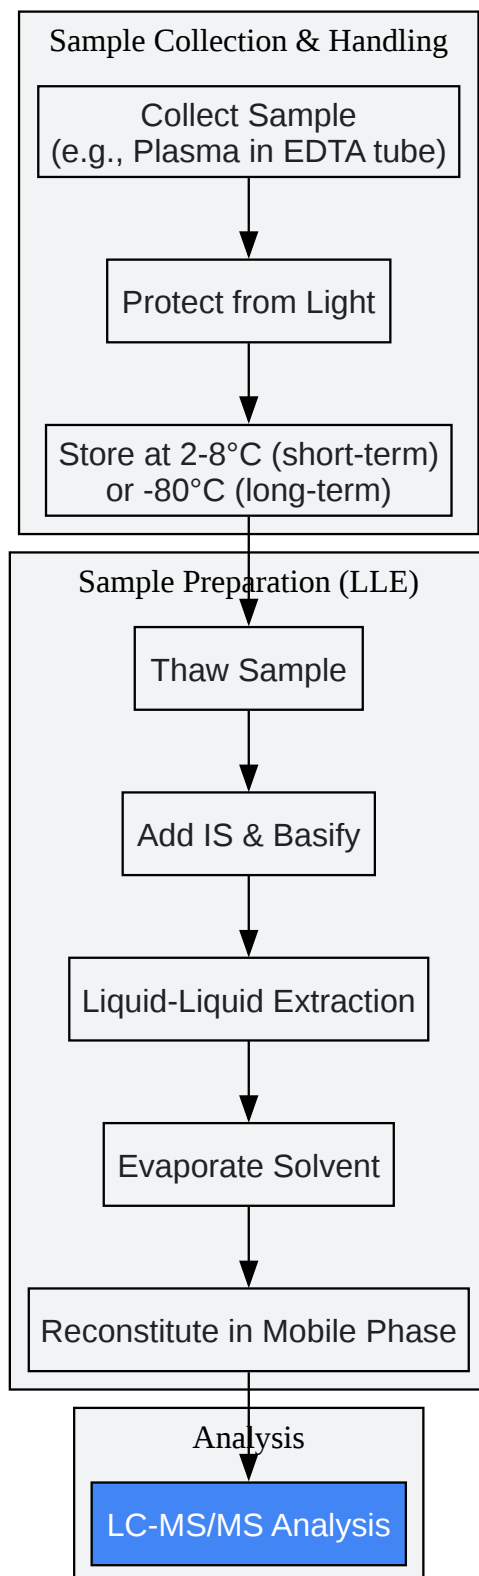 Sample Collection & Handling
Collect Sample
(e.g., Plasma in EDTA tube)
Protect from Light
Store at 2-8°C (short-term)
or -80°C (long-term)
Sample Preparation (LLE)
Thaw Sample
Add IS & Basify
Liquid-Liquid Extraction
Evaporate Solvent
Reconstitute in Mobile Phase
Analysis
LC-MS/MS Analysis